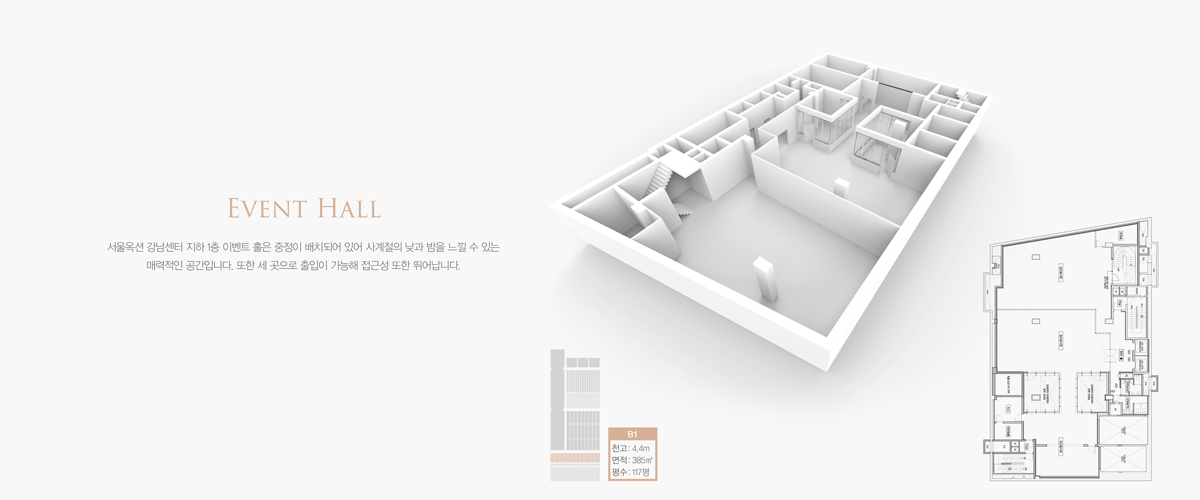 EVENT HALL
서울옥션 강남센터 지하 1층 이벤트 홀은 중정이 배치되어 있어 사계절의 낮과 밤을 느낄 수 있는
매력적인 공간입니다. 또한 세 곳으로 출입이 가능해 접근성 또한 뛰어납니다.
B1
천고 : 4.4m
면적 : 385㎡
평수 : 117평